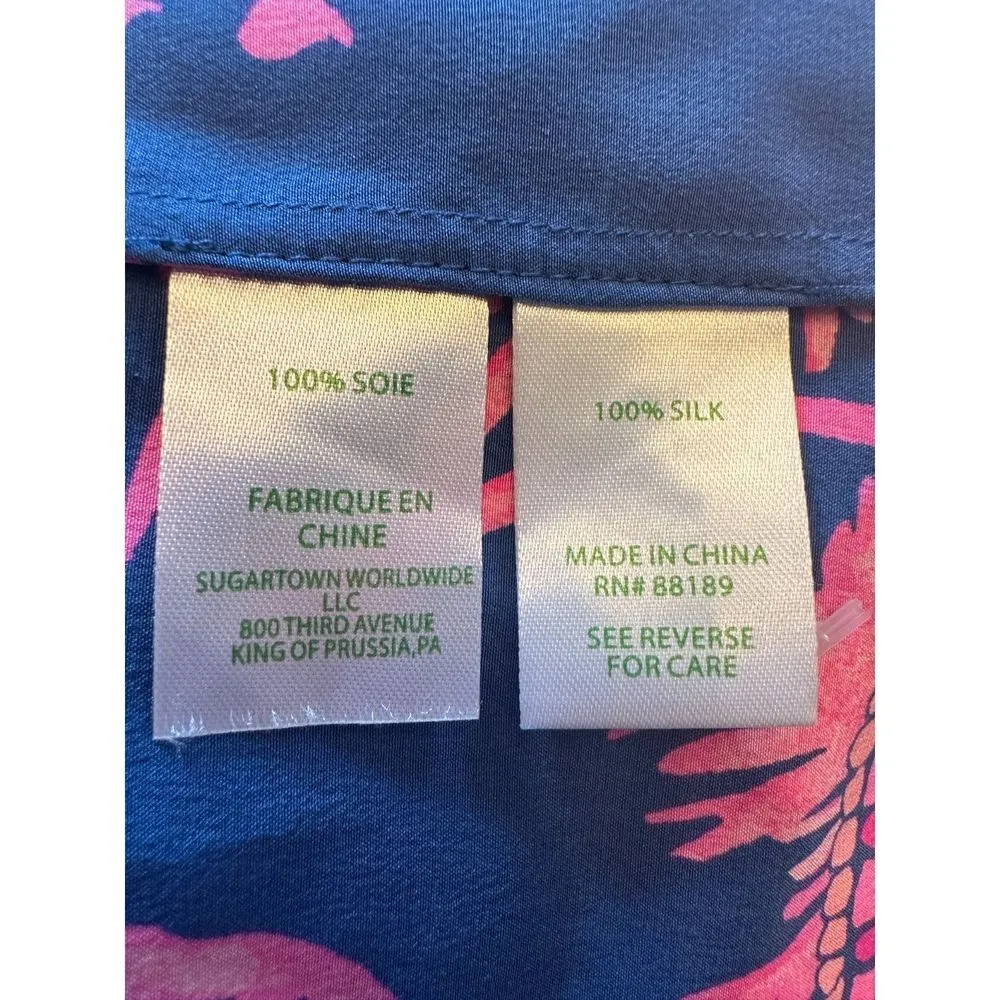 100% SOIE
FABRIQUE EN
CHINE
SUGARTOWN WORLDWIDE
LLC
800 THIRD AVENUE
KING OF PRUSSIA,PA
100% SILK
MADE IN CHINA
RN# 88189
SEE REVERSE
FOR CARE